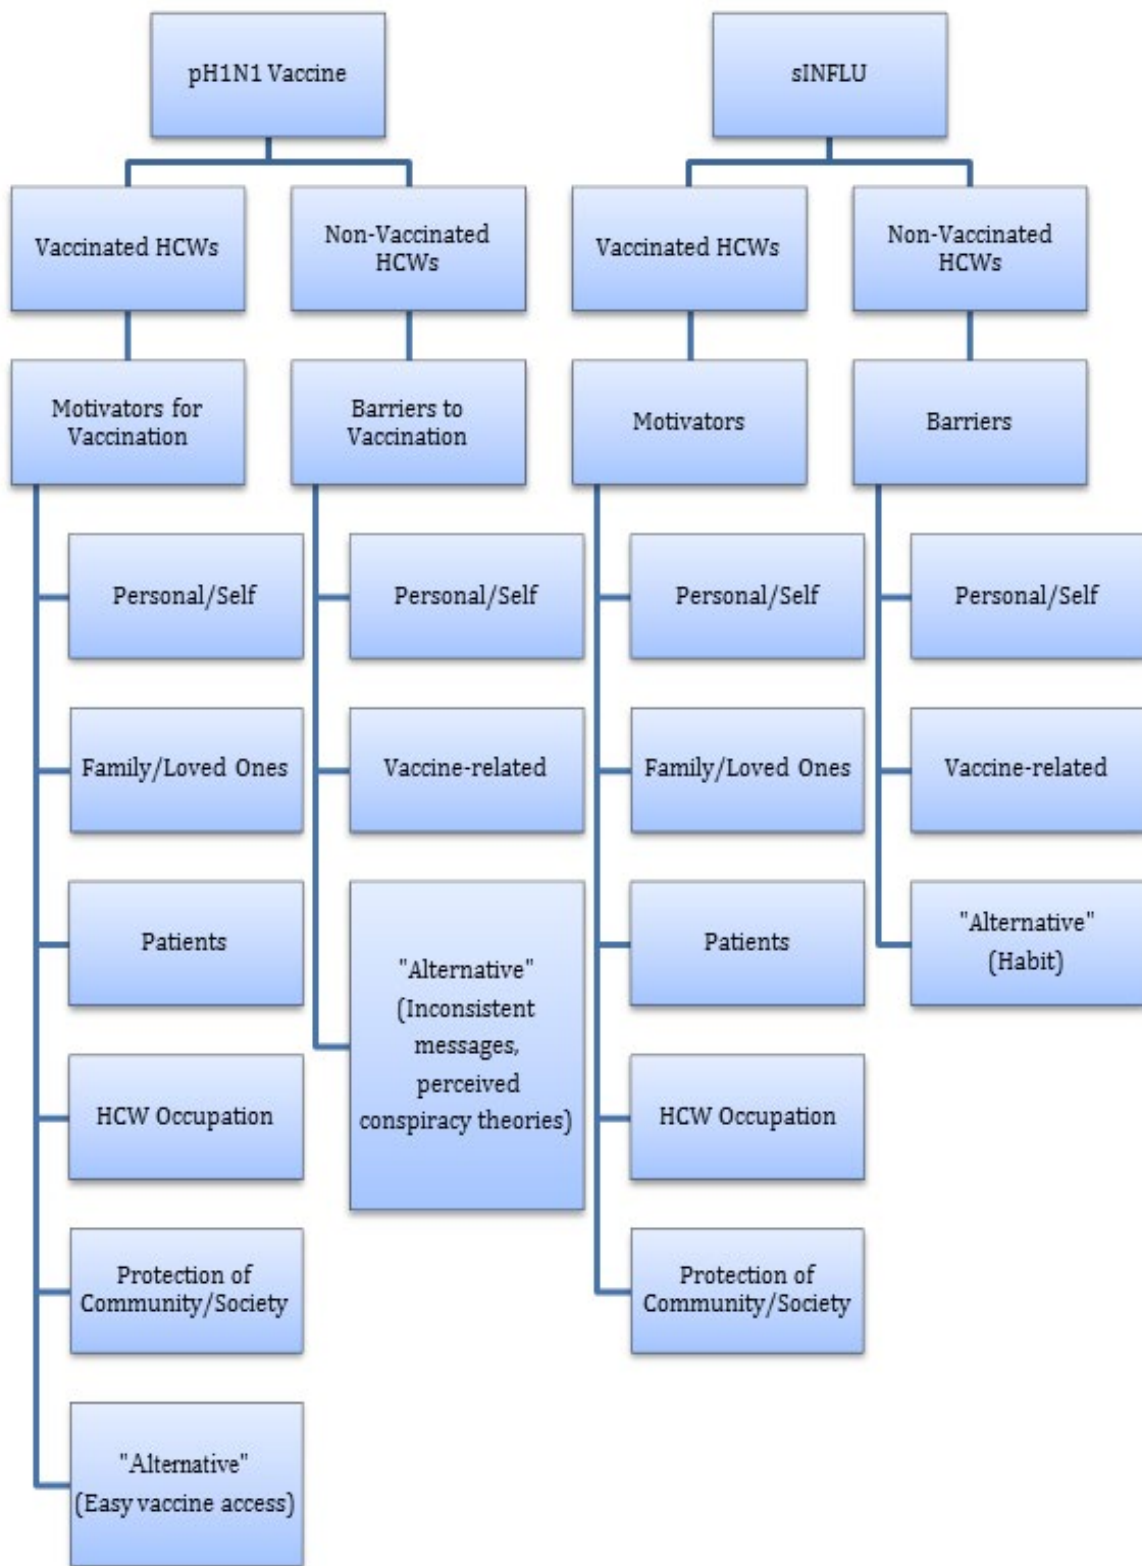 pH1N1 Vaccine
sINFLU
Vaccinated HCWs
Non-Vaccinated
HCWs
Vaccinated HCWs
Non-Vaccinated
HCWs
Motivators for
Vaccination
Barriers to
Vaccination
Motivators
Barriers
Personal/Self
Personal/Self
Personal/Self
Personal/Self
Family/Loved Ones
Vaccine-related
Family/Loved Ones
Vaccine-related
Patients
"Alternative"
(Inconsistent
messages,
perceived
conspiracy theories)
Patients
"Alternative"
(Habit)
HCW Occupation
HCW Occupation
Protection of
Community/Society
Protection of
Community/Society
"Alternative"
(Easy vaccine access)